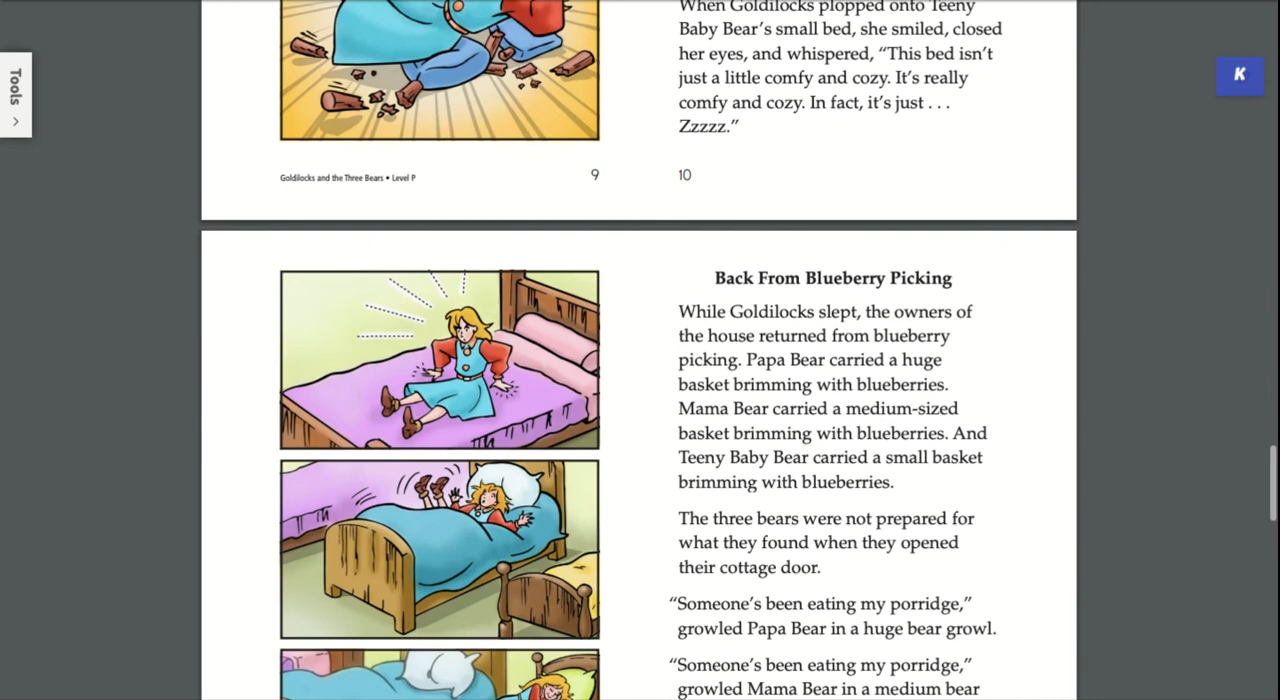 When Goldilocks plopped onto Teeny
Baby Bear’s small bed, she smiled, closed
her eyes, and whispered, “This bed isn’t
just a little comfy and cozy. It’s really
comfy and cozy. In fact, it’s just . . .
Zzzzz.”
Goldilocks and the Three Bears • Level P
9
10
Tools >
K
Back From Blueberry Picking
While Goldilocks slept, the owners of
the house returned from blueberry
picking. Papa Bear carried a huge
basket brimming with blueberries.
Mama Bear carried a medium-sized
basket brimming with blueberries. And
Teeny Baby Bear carried a small basket
brimming with blueberries.
The three bears were not prepared for
what they found when they opened
their cottage door.
“Someone’s been eating my porridge,”
growled Papa Bear in a huge bear growl.
“Someone’s been eating my porridge,”
growled Mama Bear in a medium bear